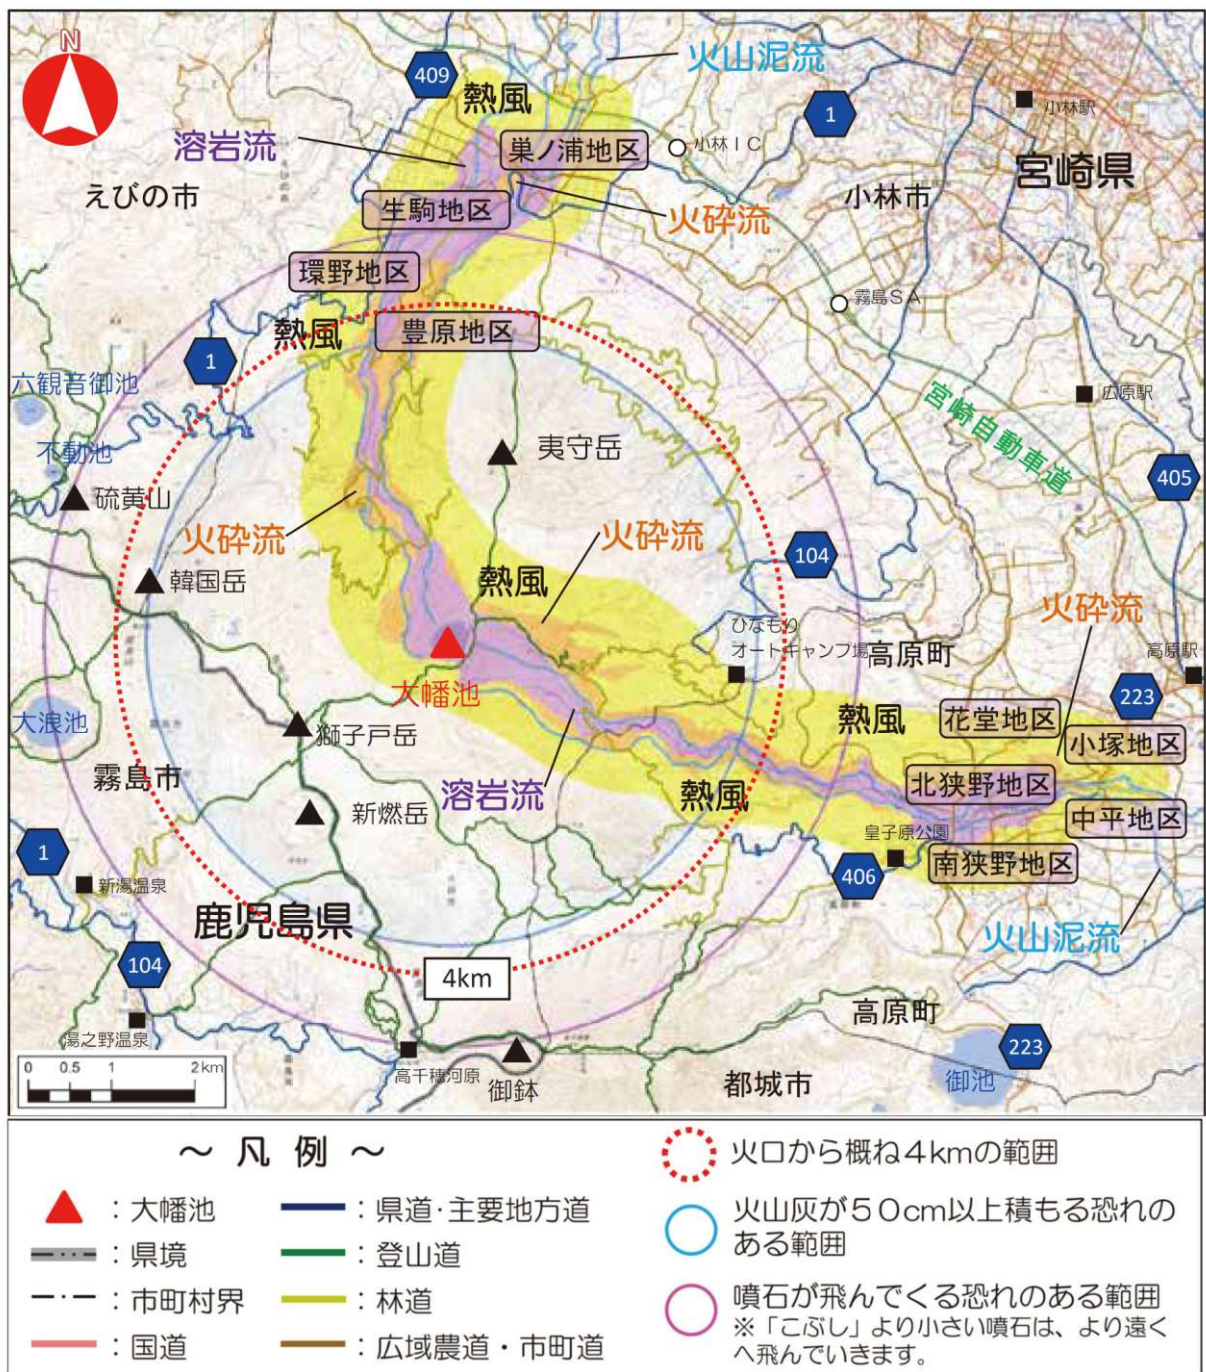 N
409
熱風
火山泥流
1
小林駅
溶岩流
巣ノ浦地区
小林IC
宮崎県
えびの市
生駒地区
火砕流
小林市
環野地区
霧島SA
熱風
豊原地区
1
六観音御池
広原駅
宮崎自動車道
不動池
夷守岳
405
硫黄山
火砕流
火砕流
104
韓国岳
熱風
火砕流
ひなもり
オートキャンプ場
高原町
高原駅
大幡池
223
大浪池
獅子戸岳
熱風
花堂地区
小塚地区
霧島市
溶岩流
熱風
北狭野地区
新燃岳
中平地区
皇子原公園
1
406
南狭野地区
新湯温泉
鹿児島県
火山泥流
104
4km
高原町
湯之野温泉
223
高千穂河原
御鉢
都城市
御池
0 0.5 1 2km
~ 凡 例 ~
:大幡池
:県境
:市町村界
:国道
:県道・主要地方道
:登山道
:林道
:広域農道・市町道
火口から概ね4kmの範囲
火山灰が50cm以上積もる恐れの
ある範囲
噴石が飛んでくる恐れのある範囲
※「こぶし」より小さい噴石は、より遠く
へ飛んでいきます。